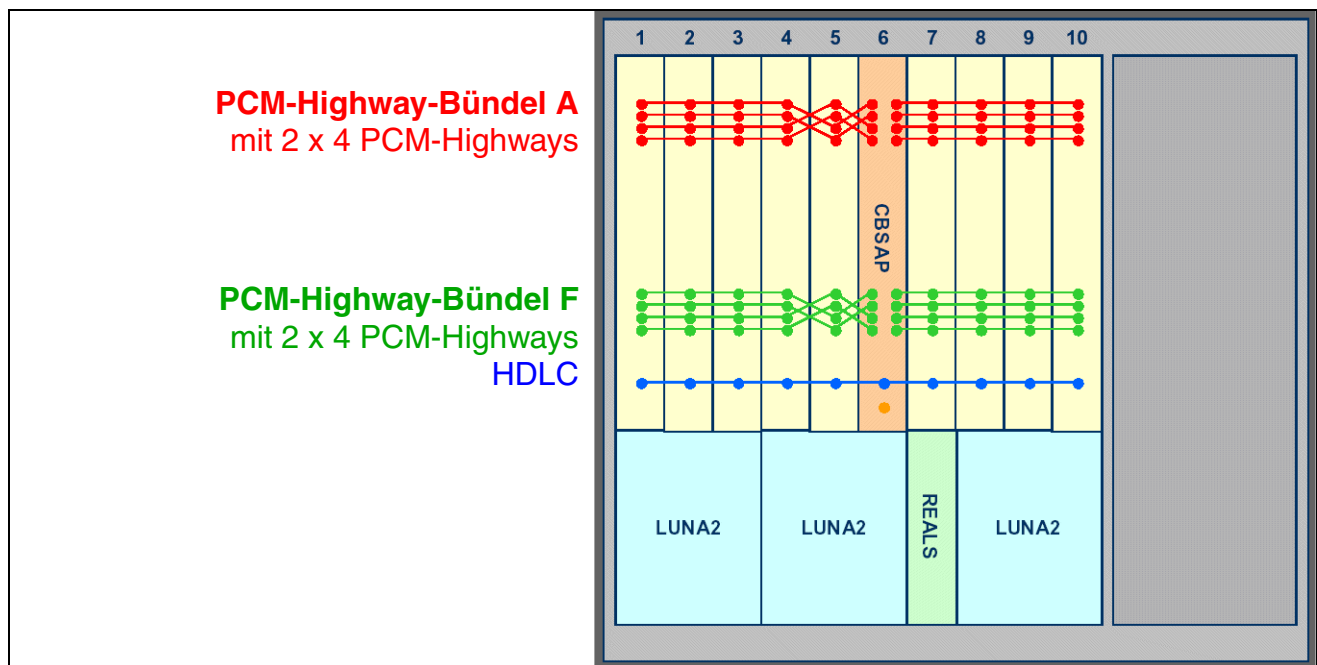 1 2 3 4 5 6 7 8 9 10
PCM-Highway-Bündel A
mit 2 x 4 PCM-Highways
CBSAP
PCM-Highway-Bündel F
mit 2 x 4 PCM-Highways
HDLC
LUNA2 LUNA2 REALS LUNA2